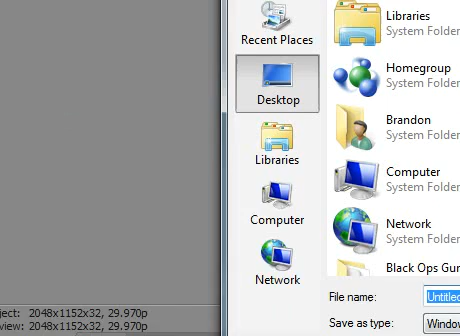 Recent Places
Desktop
Libraries
Computer
Network
Libraries
System Folder
Homegroup
System Folder
Brandon
System Folder
Computer
System Folder
Network
System Folder
Black Ops Gun
File name: Untitled
Save as type: Window
ject: 2048x1152x32, 29.970p
view: 2048x1152x32, 29.970p